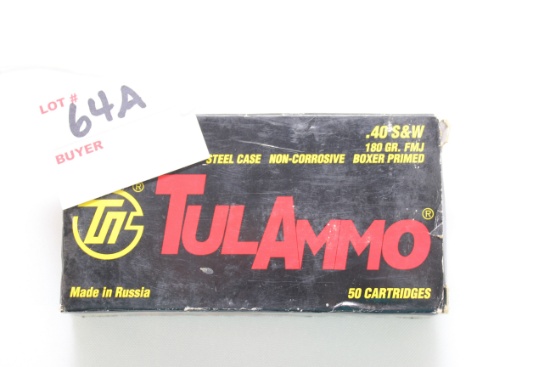 LOT #
64A
BUYER
.40 S&W
180 GR. FMJ
STEEL CASE NON-CORROSIVE BOXER PRIMED
®
TULAMMO®
Made in Russia
50 CARTRIDGES